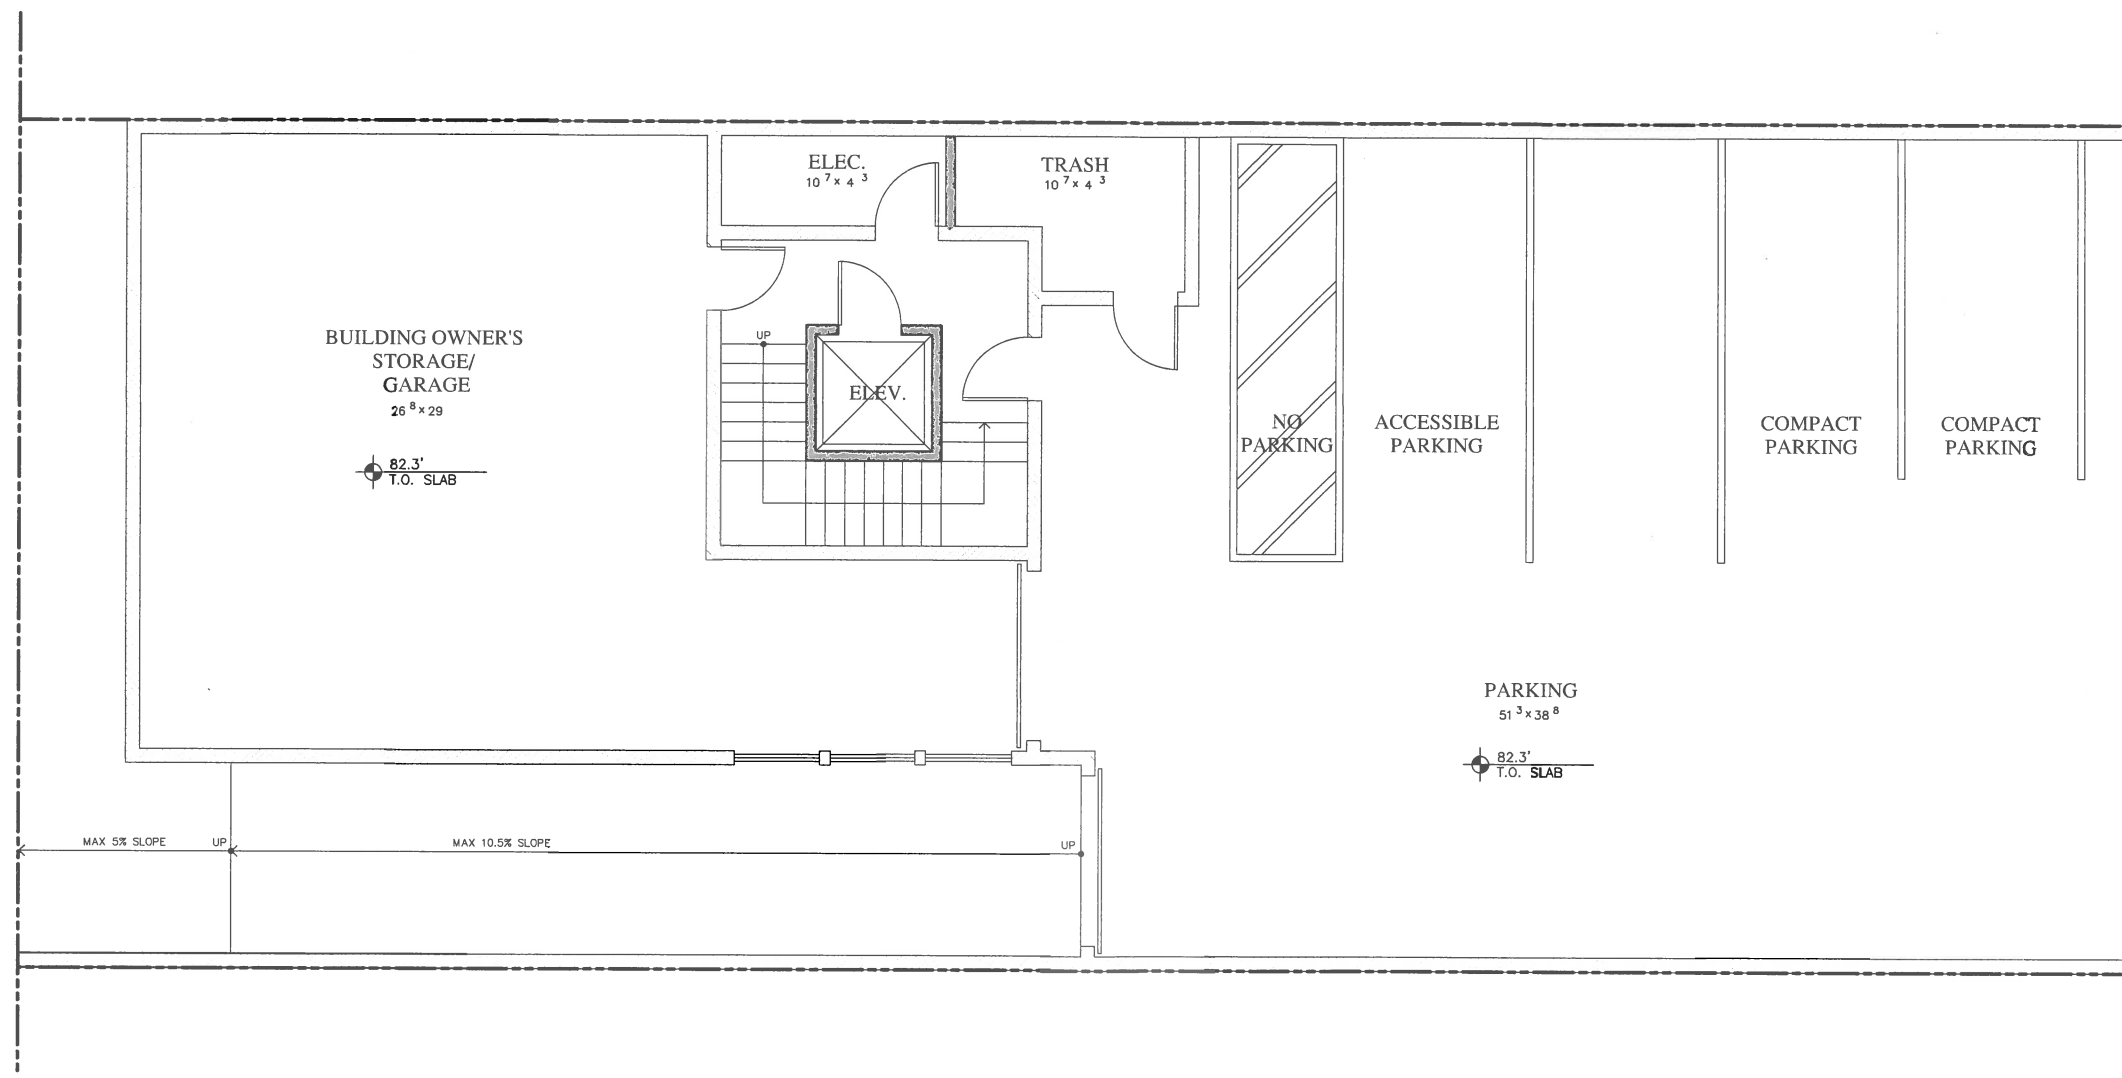 ELEC.
10 7 x 4 3
TRASH
10 7 x 4 3
BUILDING OWNER'S
STORAGE/
GARAGE
26 8 x 29
82.3'
T.O. SLAB
UP
ELEV.
NO
PARKING
ACCESSIBLE
PARKING
COMPACT
PARKING
COMPACT
PARKING
PARKING
51 3 x 38 8
82.3'
T.O. SLAB
MAX 5% SLOPE
UP
MAX 10.5% SLOPE
UP